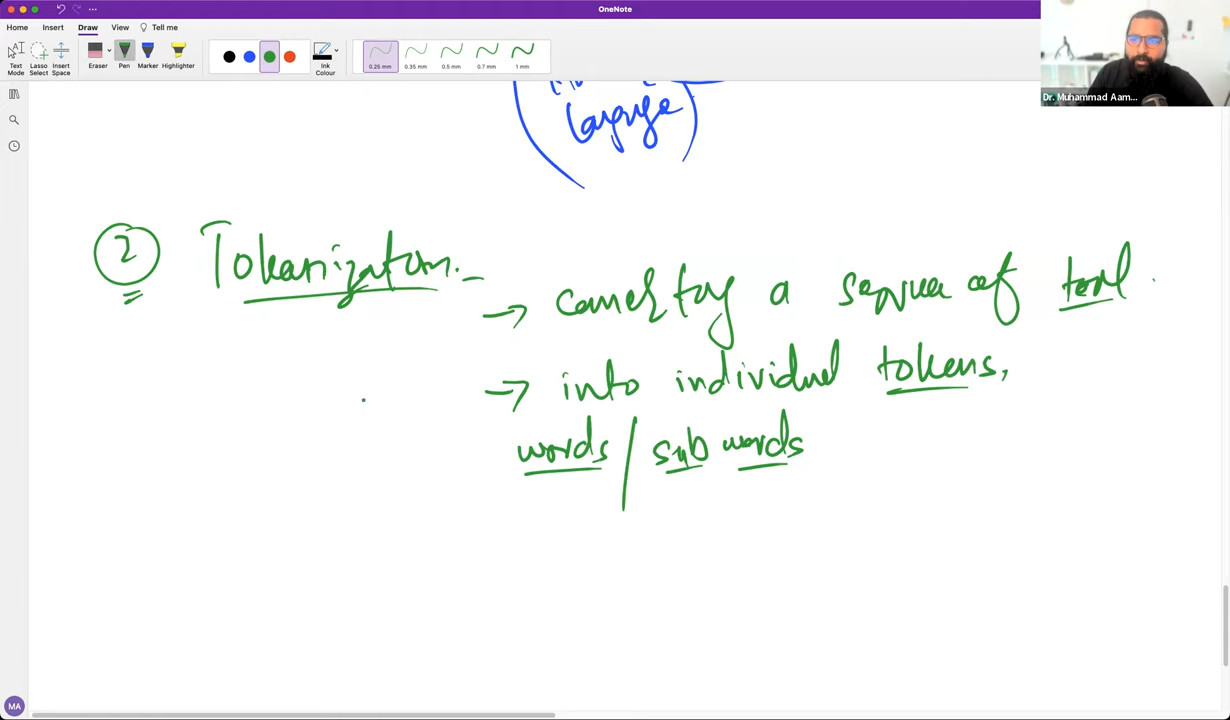 OneNote
Home Insert Draw View Tell me
Text Mode
Lasso Select
Insert Space
Eraser
Pen
Marker
Highlighter
Ink Colour
0.25 mm 0.35 mm 0.5 mm 0.7 mm 1 mm
Dr. Muhammad Aam...
Language
2 Tokenization.-
→ converting a sequence of text.
→ into individual tokens,
words / sub words
MA